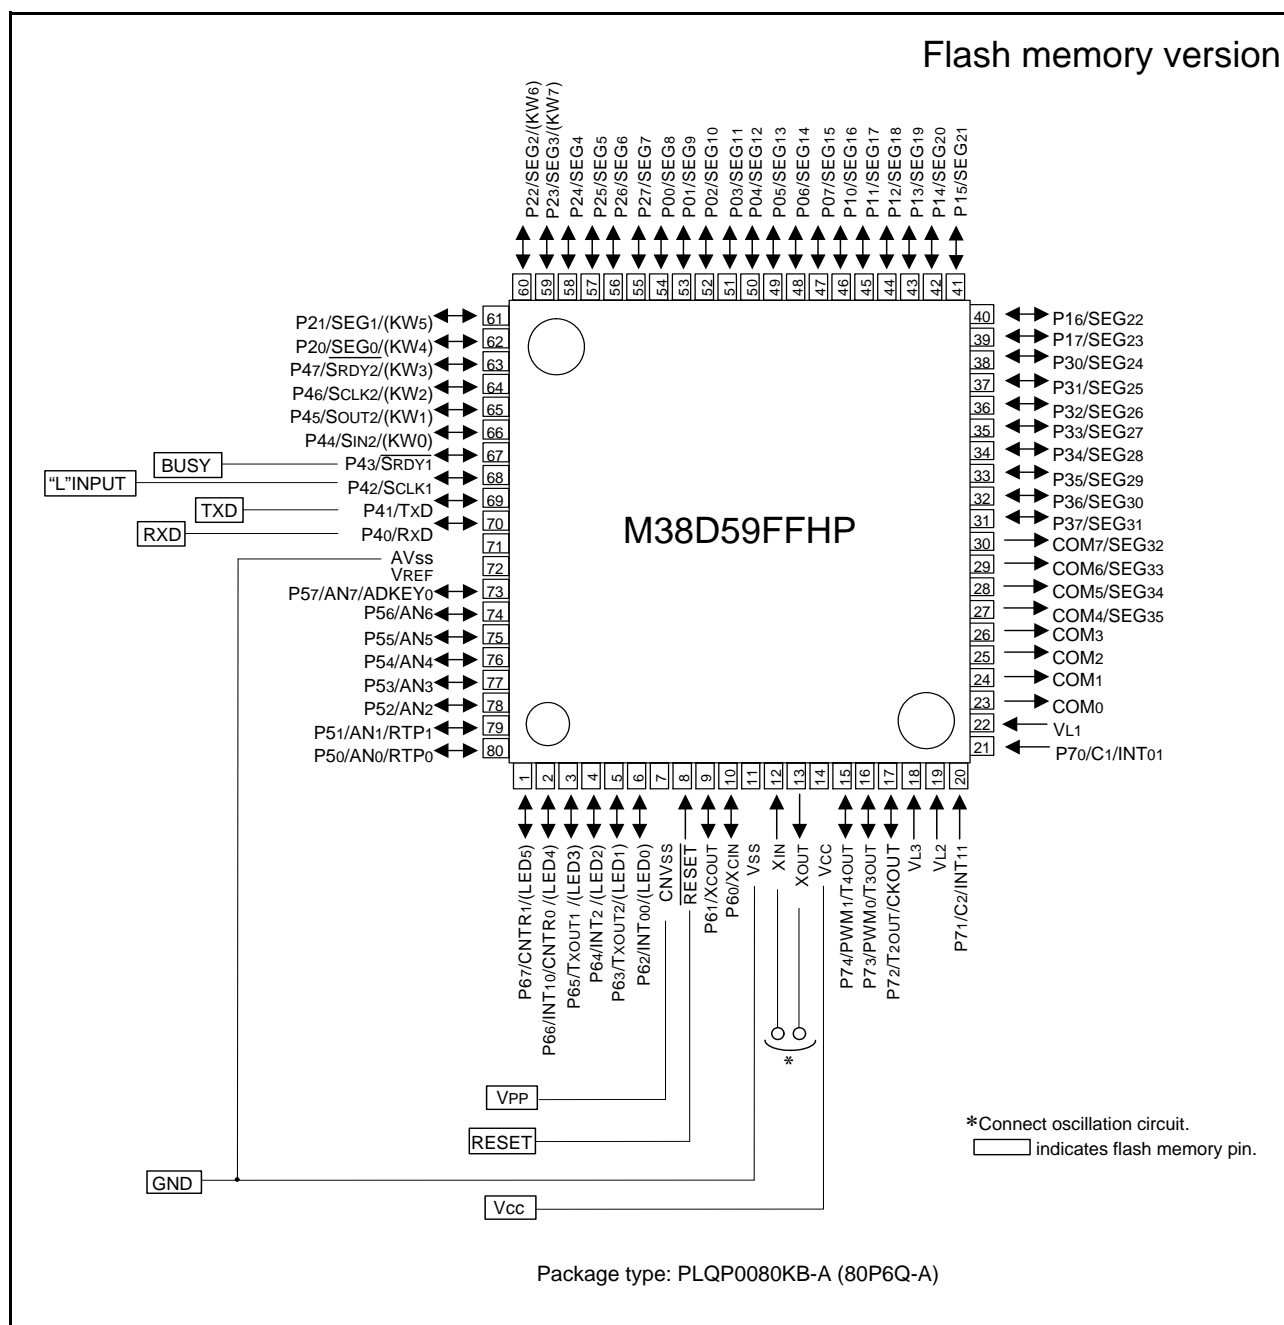 Flash memory version
P22/SEG2/(KW6)
P23/SEG3/(KW7)
P24/SEG4
P25/SEG5
P26/SEG6
P27/SEG7
P00/SEG8
P01/SEG9
P02/SEG10
P03/SEG11
P04/SEG12
P05/SEG13
P06/SEG14
P07/SEG15
P10/SEG16
P11/SEG17
P12/SEG18
P13/SEG19
P14/SEG20
P15/SEG21
60 59 58 57 56 55 54 53 52 51 50 49 48 47 46 45 44 43 42 41
P21/SEG1/(KW5) 61
P20/SEG0/(KW4) 62
P47/SRDY2/(KW3) 63
P46/SCLK2/(KW2) 64
P45/SOUT2/(KW1) 65
P44/SIN2/(KW0) 66
BUSY P43/SRDY1 67
"L"INPUT P42/SCLK1 68
TXD P41/TXD 69
RXD P40/RXD 70
AVSS 71
VREF 72
P57/AN7/ADKEY0 73
P56/AN6 74
P55/AN5 75
P54/AN4 76
P53/AN3 77
P52/AN2 78
P51/AN1/RTP1 79
P50/AN0/RTP0 80
M38D59FFHP
40 P16/SEG22
39 P17/SEG23
38 P30/SEG24
37 P31/SEG25
36 P32/SEG26
35 P33/SEG27
34 P34/SEG28
33 P35/SEG29
32 P36/SEG30
31 P37/SEG31
30 COM7/SEG32
29 COM6/SEG33
28 COM5/SEG34
27 COM4/SEG35
26 COM3
25 COM2
24 COM1
23 COM0
22 VL1
21 P70/C1/INT01
1 2 3 4 5 6 7 8 9 10 11 12 13 14 15 16 17 18 19 20
P67/CNTR1/(LED5)
P66/INT10/CNTR0 /(LED4)
P65/TXOUT1 /(LED3)
P64/INT2 /(LED2)
P63/TXOUT2/(LED1)
P62/INT00/(LED0)
CNVSS
RESET
P61/XCOUT
P60/XCIN
VSS
XIN
XOUT
VCC
P74/PWM1/T4OUT
P73/PWM0/T3OUT
P72/T2OUT/CKOUT
VL3
VL2
P71/C2/INT11
*
VPP
RESET
GND
Vcc
*Connect oscillation circuit.
indicates flash memory pin.
Package type: PLQP0080KB-A (80P6Q-A)